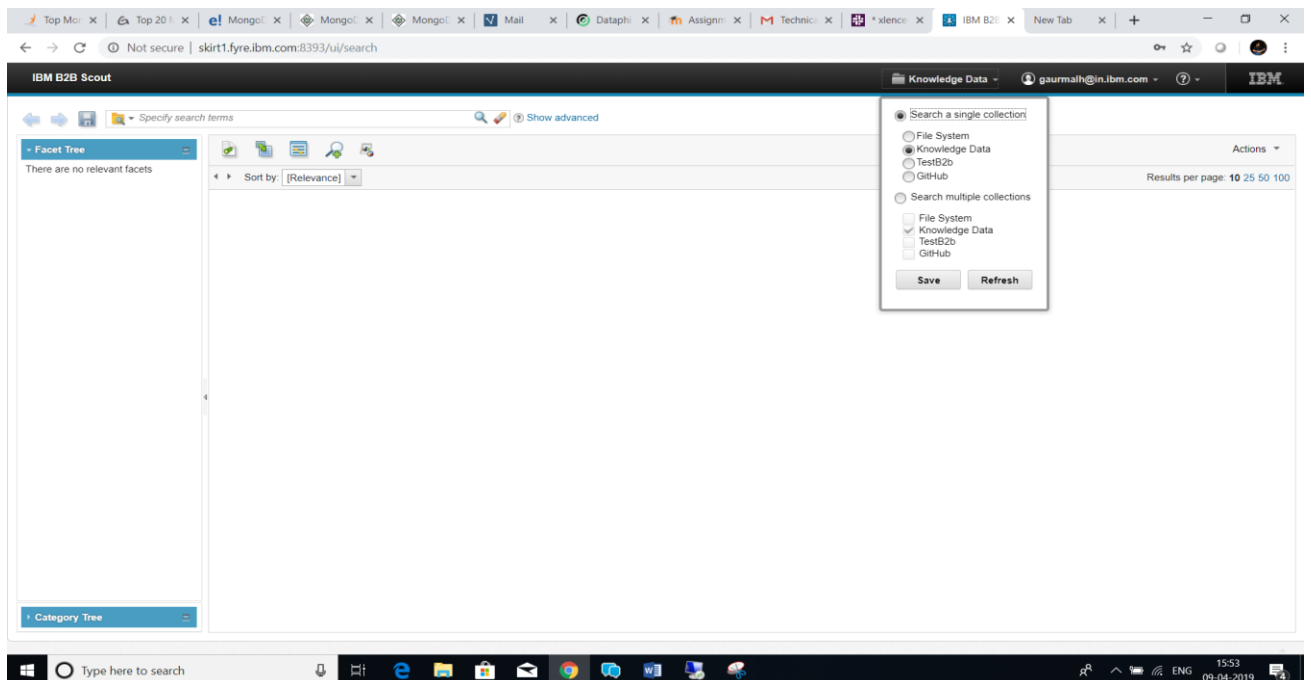 Top Mor Top 20 MongoD MongoD MongoD Mail Dataphi Assignm Technica * xlence IBM B2B New Tab
Not secure | skirt1.fyre.ibm.com:8393/ui/search
IBM B2B Scout Knowledge Data gaurmalh@in.ibm.com IBM
Specify search terms Show advanced
Facet Tree
There are no relevant facets
Actions
Sort by: [Relevance]
Results per page: 10 25 50 100
Search a single collection
File System
Knowledge Data
TestB2b
GitHub
Search multiple collections
File System
Knowledge Data
TestB2b
GitHub
Save Refresh
Category Tree
Type here to search
ENG
15:53
09-04-2019